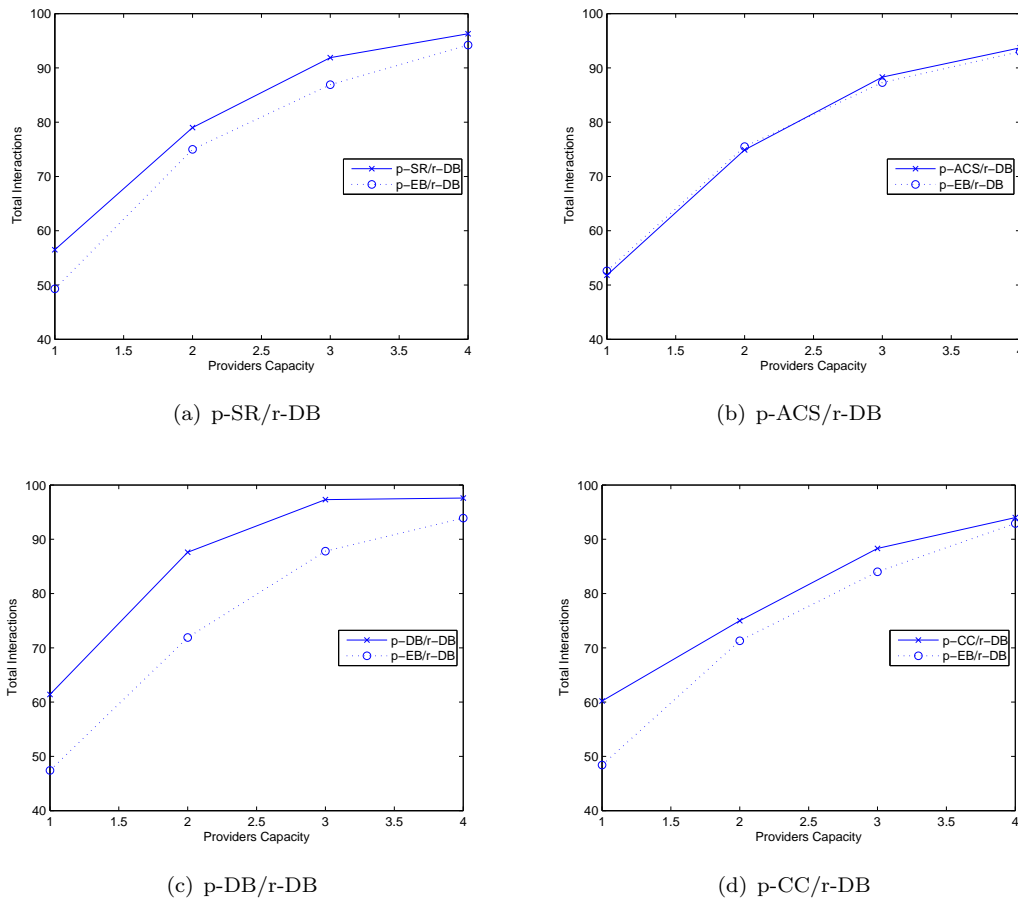 100
90
80
70
60
50
40
Total Interactions
p-SR/r-DB
p-EB/r-DB
1 1.5 2 2.5 3 3.5 4
Providers Capacity
(a) p-SR/r-DB
100
90
80
70
60
50
40
Total Interactions
p-ACS/r-DB
p-EB/r-DB
1 1.5 2 2.5 3 3.5 4
Providers Capacity
(b) p-ACS/r-DB
100
90
80
70
60
50
40
Total Interactions
p-DB/r-DB
p-EB/r-DB
1 1.5 2 2.5 3 3.5 4
Providers Capacity
(c) p-DB/r-DB
100
90
80
70
60
50
40
Total Interactions
p-CC/r-DB
p-EB/r-DB
1 1.5 2 2.5 3 3.5 4
Providers Capacity
(d) p-CC/r-DB